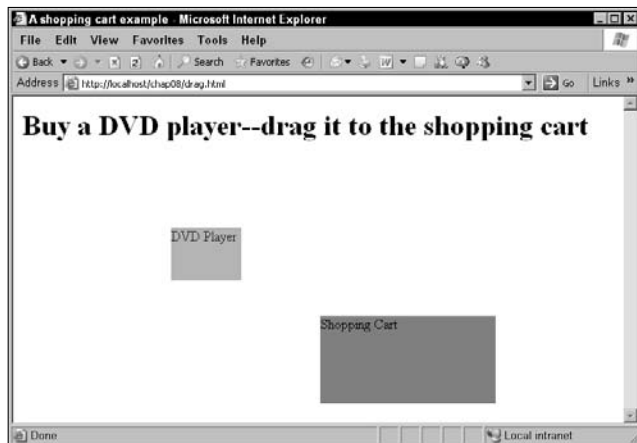 A shopping cart example - Microsoft Internet Explorer
File Edit View Favorites Tools Help
Back Search Favorites
Address http://localhost/chap08/drag.html Go Links »
Buy a DVD player--drag it to the shopping cart
DVD Player
Shopping Cart
Done Local intranet